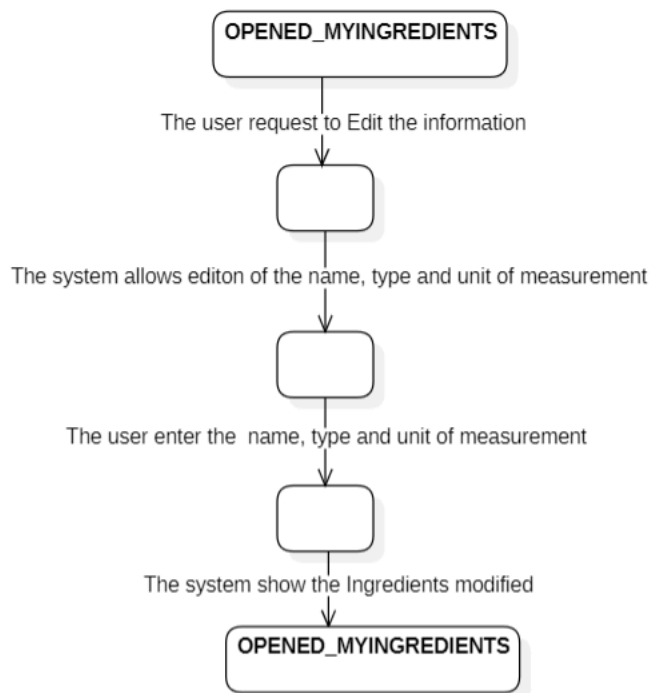 OPENED_MYINGREDIENTS
The user request to Edit the information
The system allows editon of the name, type and unit of measurement
The user enter the  name, type and unit of measurement
The system show the Ingredients modified
OPENED_MYINGREDIENTS